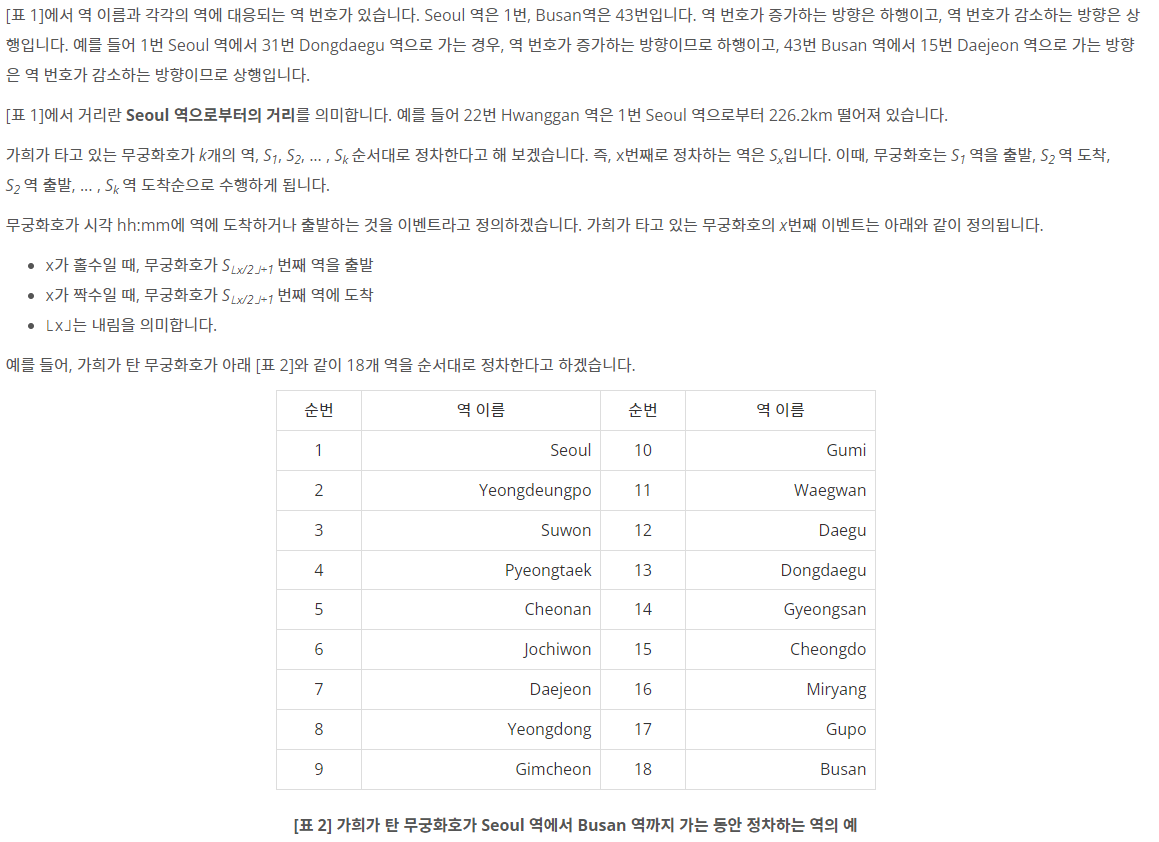 [표 1]에서 역 이름과 각각의 역에 대응되는 역 번호가 있습니다. Seoul 역은 1번, Busan역은 43번입니다. 역 번호가 증가하는 방향은 하행이고, 역 번호가 감소하는 방향은 상
행입니다. 예를 들어 1번 Seoul 역에서 31번 Dongdaegu 역으로 가는 경우, 역 번호가 증가하는 방향이므로 하행이고, 43번 Busan 역에서 15번 Daejeon 역으로 가는 방향
은 역 번호가 감소하는 방향이므로 상행입니다.
[표 1]에서 거리란 Seoul 역으로부터의 거리를 의미합니다. 예를 들어 22번 Hwanggan 역은 1번 Seoul 역으로부터 226.2km 떨어져 있습니다.
가희가 타고 있는 무궁화호가 k개의 역, S1, S2, … , Sk 순서대로 정차한다고 해 보겠습니다. 즉, x번째로 정차하는 역은 Sx입니다. 이때, 무궁화호는 S1 역을 출발, S2 역 도착,
S2 역 출발, … , Sk 역 도착순으로 수행하게 됩니다.
무궁화호가 시각 hh:mm에 역에 도착하거나 출발하는 것을 이벤트라고 정의하겠습니다. 가희가 타고 있는 무궁화호의 x번째 이벤트는 아래와 같이 정의됩니다.
• x가 홀수일 때, 무궁화호가 S⌊x/2⌋+1 번째 역을 출발
• x가 짝수일 때, 무궁화호가 S⌊x/2⌋+1 번째 역에 도착
• ⌊x⌋는 내림을 의미합니다.
예를 들어, 가희가 탄 무궁화호가 아래 [표 2]와 같이 18개 역을 순서대로 정차한다고 하겠습니다.
순번 역 이름 순번 역 이름
1 Seoul 10 Gumi
2 Yeongdeungpo 11 Waegwan
3 Suwon 12 Daegu
4 Pyeongtaek 13 Dongdaegu
5 Cheonan 14 Gyeongsan
6 Jochiwon 15 Cheongdo
7 Daejeon 16 Miryang
8 Yeongdong 17 Gupo
9 Gimcheon 18 Busan
[표 2] 가희가 탄 무궁화호가 Seoul 역에서 Busan 역까지 가는 동안 정차하는 역의 예